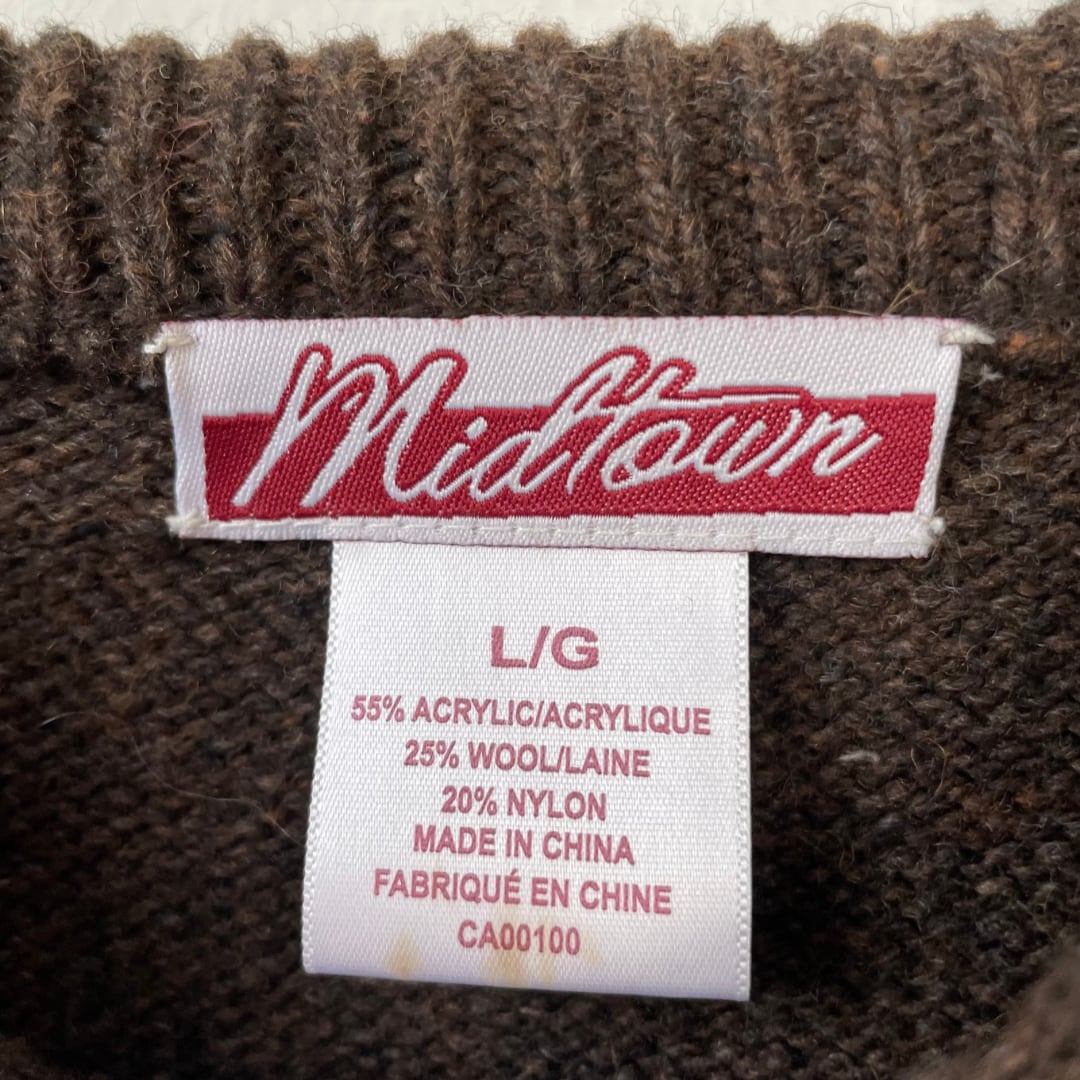 Midtown
L/G
55% ACRYLIC/ACRYLIQUE
25% WOOL/LAINE
20% NYLON
MADE IN CHINA
FABRIQUÉ EN CHINE
CA00100